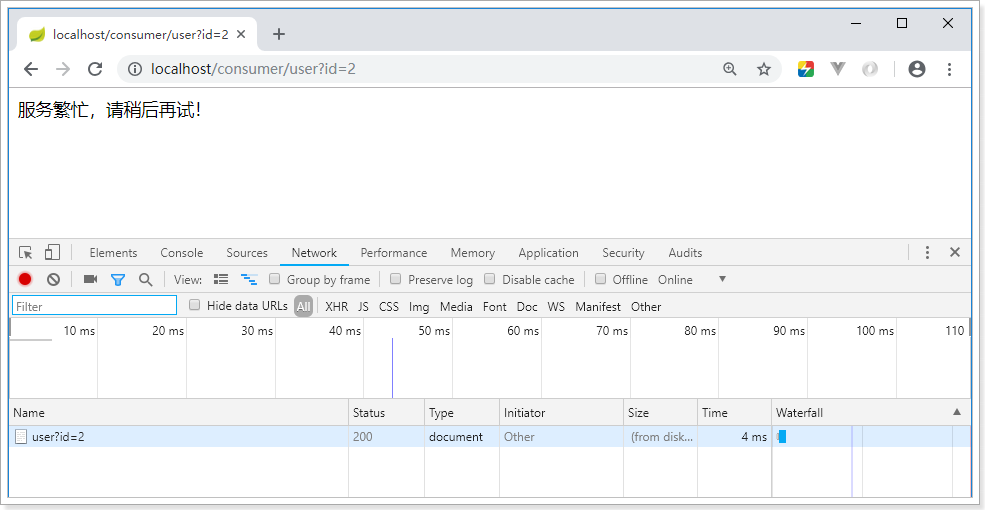 localhost/consumer/user?id=2
localhost/consumer/user?id=2
服务繁忙，请稍后再试！
Elements Console Sources Network Performance Memory Application Security Audits
View: Group by frame Preserve log Disable cache Offline Online
Filter Hide data URLs All XHR JS CSS Img Media Font Doc WS Manifest Other
10 ms 20 ms 30 ms 40 ms 50 ms 60 ms 70 ms 80 ms 90 ms 100 ms 110
Name Status Type Initiator Size Time Waterfall
user?id=2 200 document Other (from disk... 4 ms